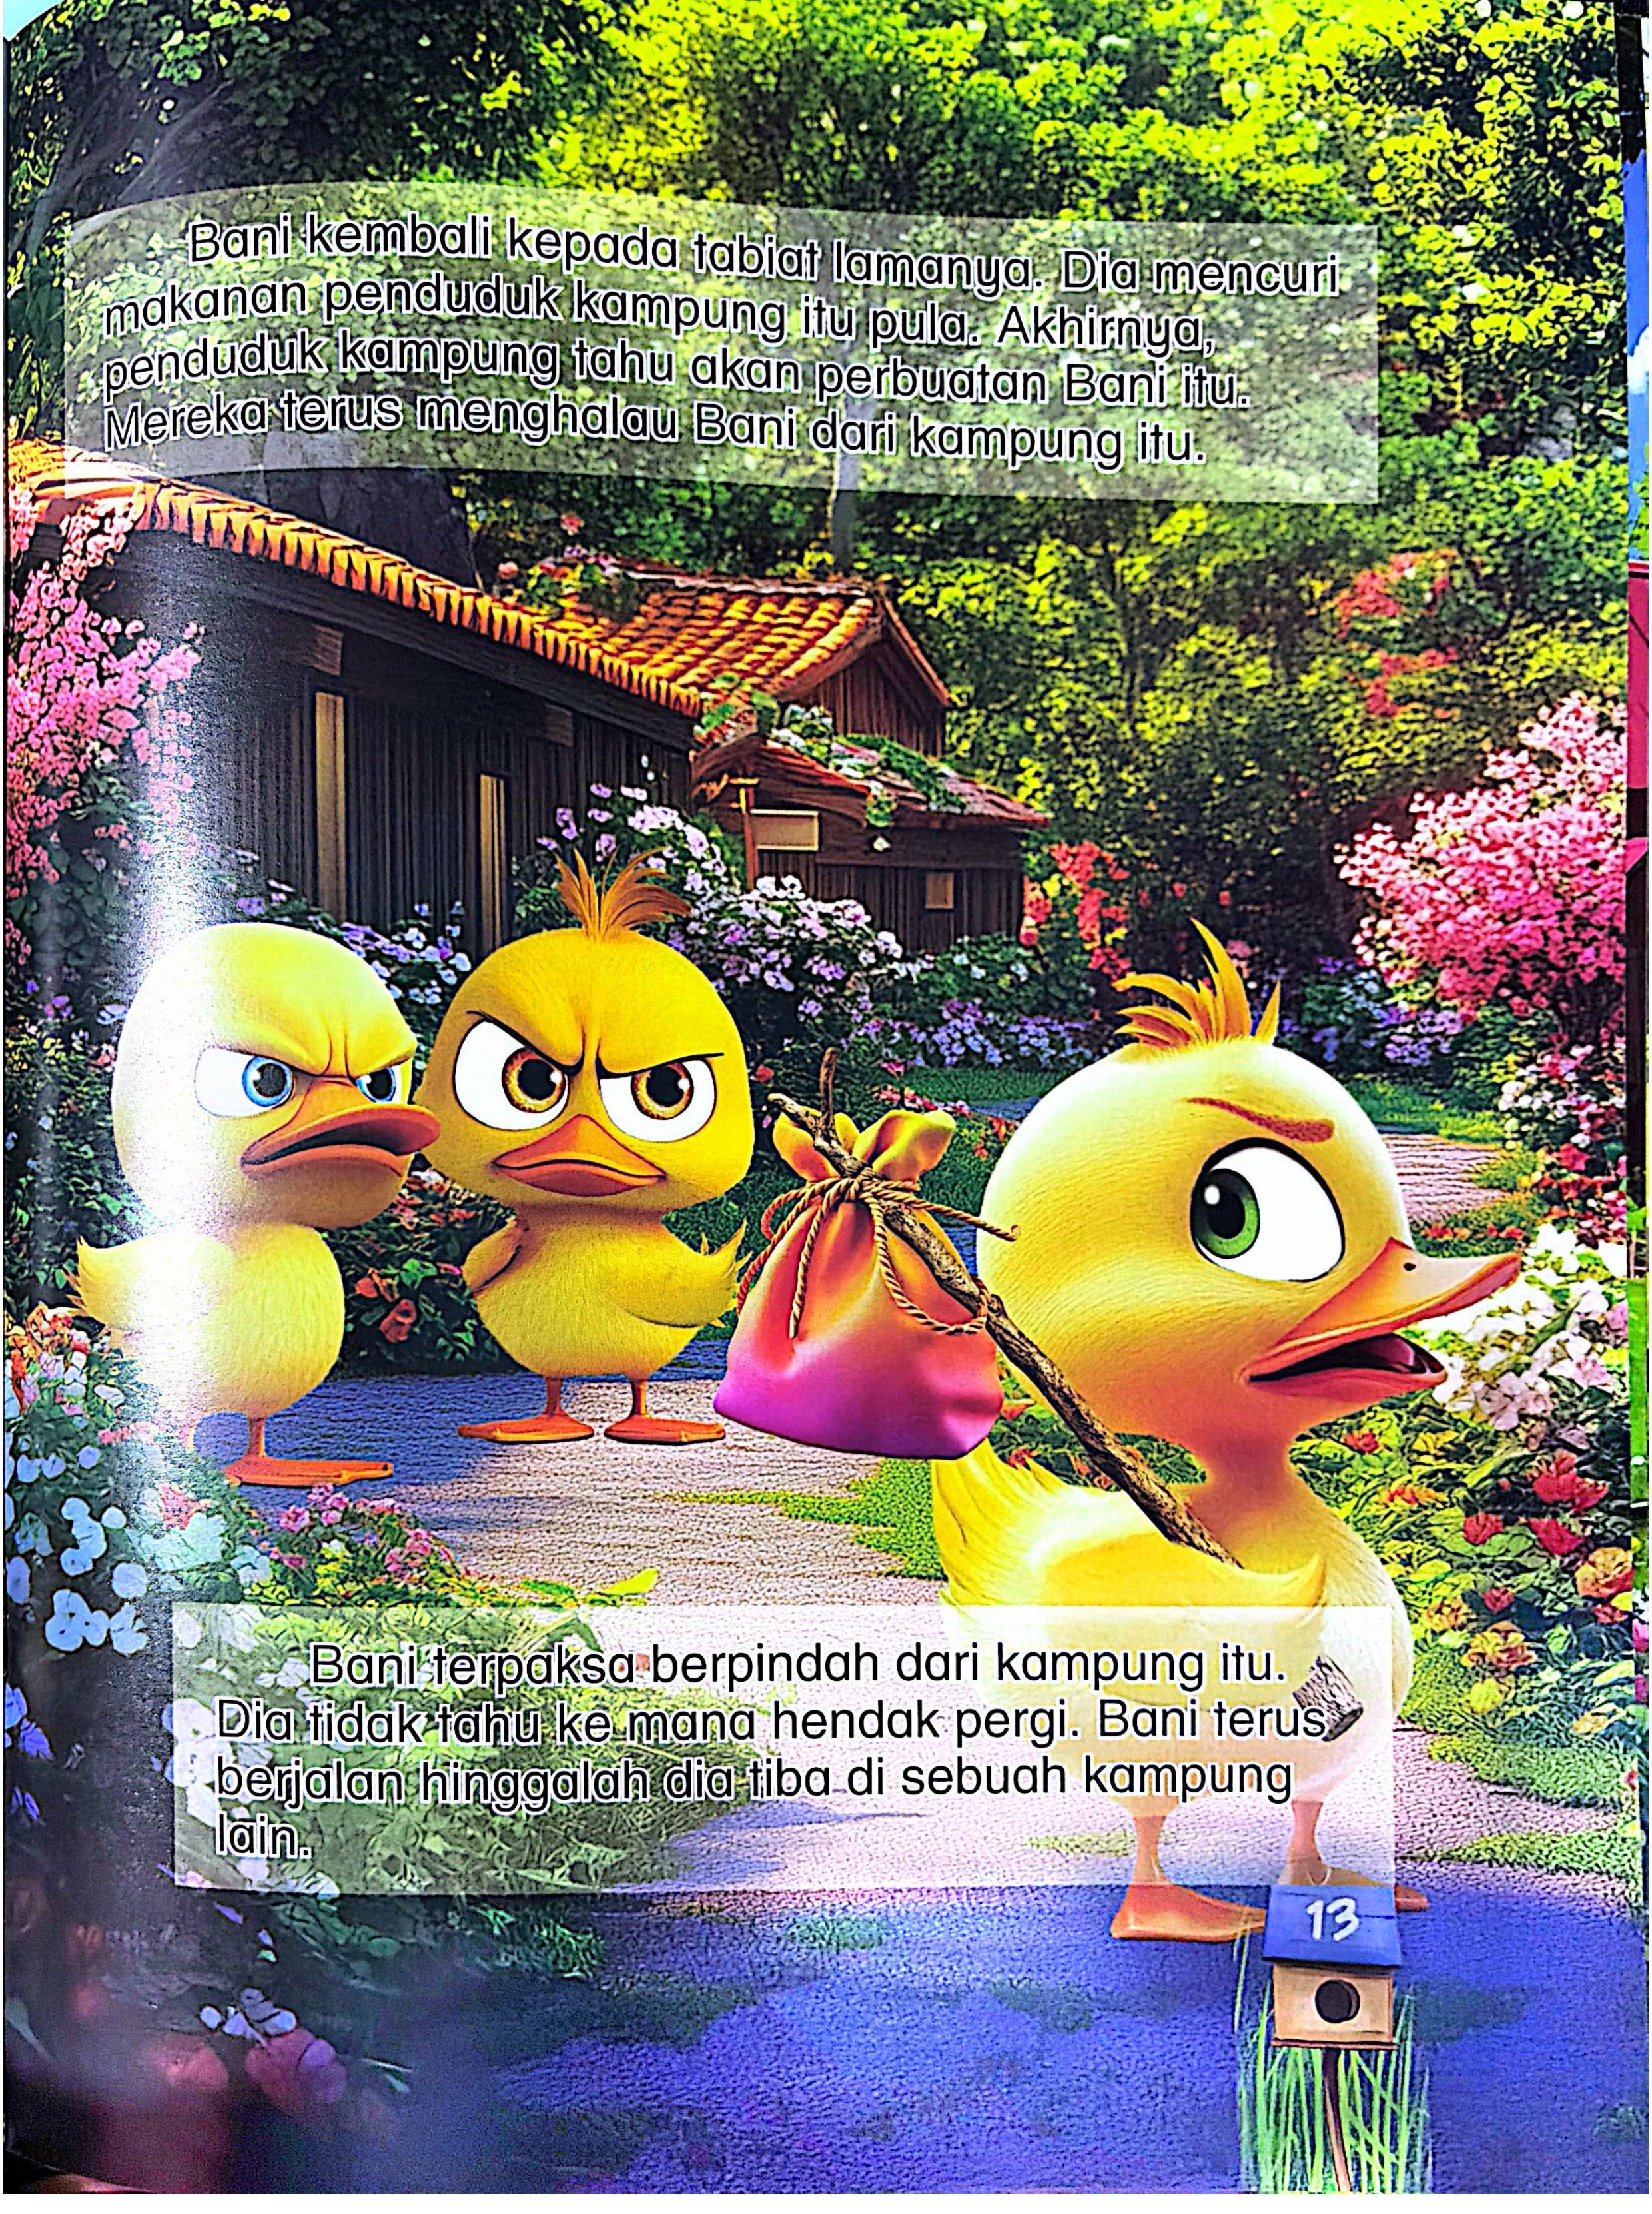 Bani kembali kepada tabiat lamanya. Dia mencuri
makanan penduduk kampung itu pula. Akhirnya,
penduduk kampung tahu akan perbuatan Bani itu.
Mereka terus menghalau Bani dari kampung itu.
Bani terpaksa berpindah dari kampung itu.
Dia tidak tahu ke mana hendak pergi. Bani terus
berjalan hinggalah dia tiba di sebuah kampung
lain.
13